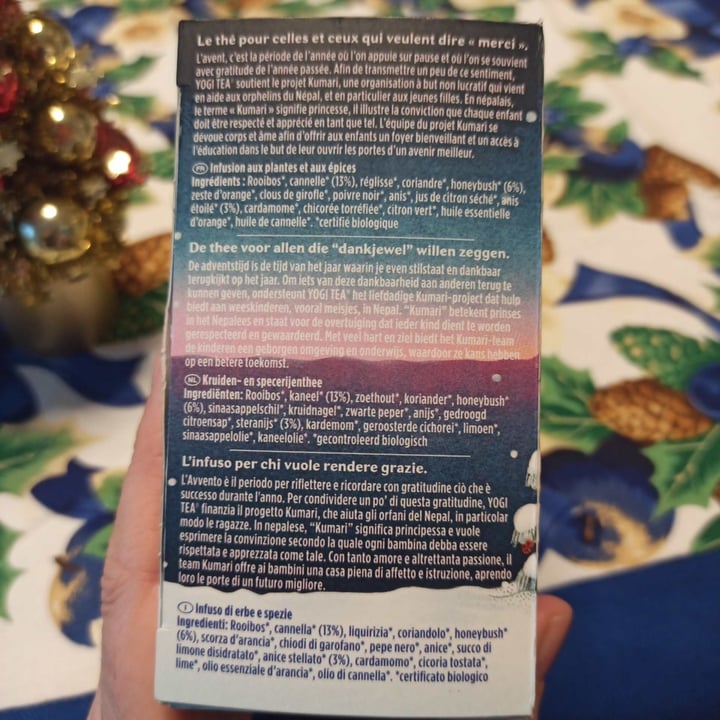 Le thé pour celles et ceux qui veulent dire « merci ».
L'avent, c'est la période de l'année où l'on appuie sur pause et où l'on se souvient
avec gratitude de l'année passée. Afin de transmettre un peu de ce sentiment,
YOGI TEA® soutient le projet Kumari, une organisation à but non lucratif qui vient
en aide aux orphelins du Népal, et en particulier aux jeunes filles. En népalais,
le terme « Kumari » signifie princesse, il illustre la conviction que chaque enfant
doit être respecté et apprécié en tant que tel. L'équipe du projet Kumari se
dévoue corps et âme afin d'offrir aux enfants un foyer bienveillant et un accès à
l'éducation dans le but de leur ouvrir les portes d'un avenir meilleur.
FR Infusion aux plantes et aux épices
Ingrédients : Rooibos*, cannelle* (13%), réglisse*, coriandre*, honeybush* (6%),
zeste d'orange*, clous de girofle*, poivre noir*, anis*, jus de citron séché*, anis
étoilé* (3%), cardamome*, chicorée torréfiée*, citron vert*, huile essentielle
d'orange*, huile de cannelle*. *certifié biologique
De thee voor allen die “dankjewel” willen zeggen.
De adventstijd is de tijd van het jaar waarin je even stilstaat en dankbaar
terugkijkt op het jaar. Om iets van deze dankbaarheid aan anderen terug te
kunnen geven, ondersteunt YOGI TEA® het liefdadige Kumari-project dat hulp
biedt aan weeskinderen, vooral meisjes, in Nepal. “Kumari” betekent prinses
in het Nepalees en staat voor de overtuiging dat ieder kind dient te worden
gerespecteerd en gewaardeerd. Met veel hart en ziel biedt het Kumari-team
de kinderen een geborgen omgeving en onderwijs, waardoor ze kans hebben
op een betere toekomst.
NL Kruiden- en specerijenthee
Ingrediënten: Rooibos*, kaneel* (13%), zoethout*, koriander*, honeybush*
(6%), sinaasappelschil*, kruidnagel*, zwarte peper*, anijs*, gedroogd
citroensap*, steranijs* (3%), kardemom*, geroosterde cichorei*, limoen*,
sinaasappelolie*, kaneelolie*. *gecontroleerd biologisch
L'infuso per chi vuole rendere grazie.
L'Avvento è il periodo per riflettere e ricordare con gratitudine ciò che è
successo durante l'anno. Per condividere un po' di questa gratitudine, YOGI
TEA® finanzia il progetto Kumari, che aiuta gli orfani del Nepal, in particolar
modo le ragazze. In nepalese, “Kumari” significa principessa e vuole
esprimere la convinzione secondo la quale ogni bambina debba essere
rispettata e apprezzata come tale. Con tanto amore e altrettanta passione, il
team Kumari offre ai bambini una casa piena di affetto e istruzione, aprendo
loro le porte di un futuro migliore.
I Infuso di erbe e spezie
Ingredienti: Rooibos*, cannella* (13%), liquirizia*, coriandolo*, honeybush*
(6%), scorza d'arancia*, chiodi di garofano*, pepe nero*, anice*, succo di
limone disidratato*, anice stellato* (3%), cardamomo*, cicoria tostata*,
lime*, olio essenziale d'arancia*, olio di cannella*. *certificato biologico